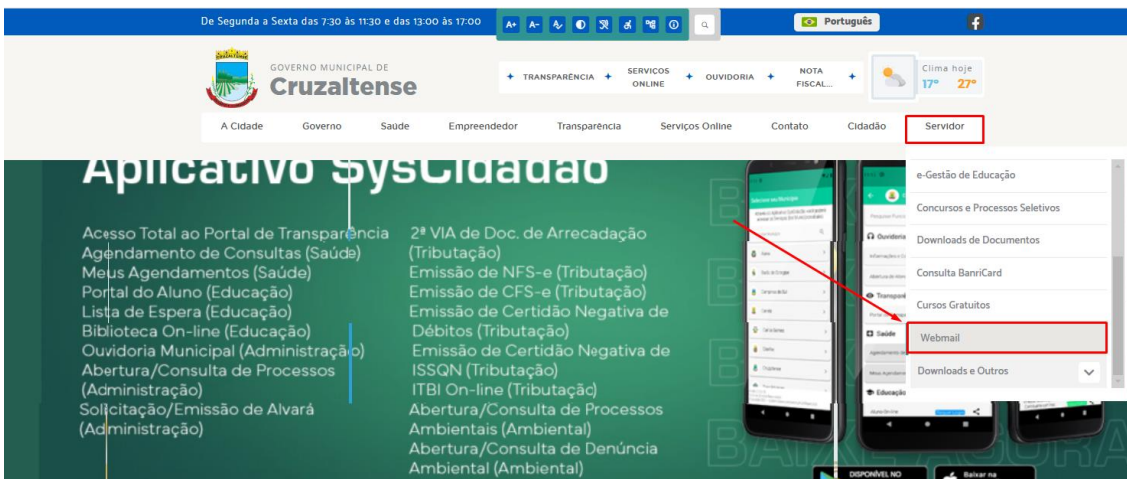 De Segunda a Sexta das 7:30 às 11:30 e das 13:00 às 17:00
A+ A-
Português
GOVERNO MUNICIPAL DE
Cruzaltense
TRANSPARÊNCIA
SERVIÇOS
ONLINE
OUVIDORIA
NOTA
FISCAL...
Clima hoje
17° 27°
A Cidade Governo Saúde Empreendedor Transparência Serviços Online Contato Cidadão Servidor
Aplicativo SysCidadão
Acesso Total ao Portal de Transparência
Agendamento de Consultas (Saúde)
Meus Agendamentos (Saúde)
Portal do Aluno (Educação)
Lista de Espera (Educação)
Biblioteca On-line (Educação)
Ouvidoria Municipal (Administração)
Abertura/Consulta de Processos
(Administração)
Solicitação/Emissão de Alvará
(Administração)
2ª VIA de Doc. de Arrecadação
(Tributação)
Emissão de NFS-e (Tributação)
Emissão de CFS-e (Tributação)
Emissão de Certidão Negativa de
Débitos (Tributação)
Emissão de Certidão Negativa de
ISSQN (Tributação)
ITBI On-line (Tributação)
Abertura/Consulta de Processos
Ambientais (Ambiental)
Abertura/Consulta de Denúncia
Ambiental (Ambiental)
Ouvidoria
Saúde
Educação
BAIXE AGORA
DISPONÍVEL NO
Baixar na
e-Gestão de Educação
Concursos e Processos Seletivos
Downloads de Documentos
Consulta BanriCard
Cursos Gratuitos
Webmail
Downloads e Outros